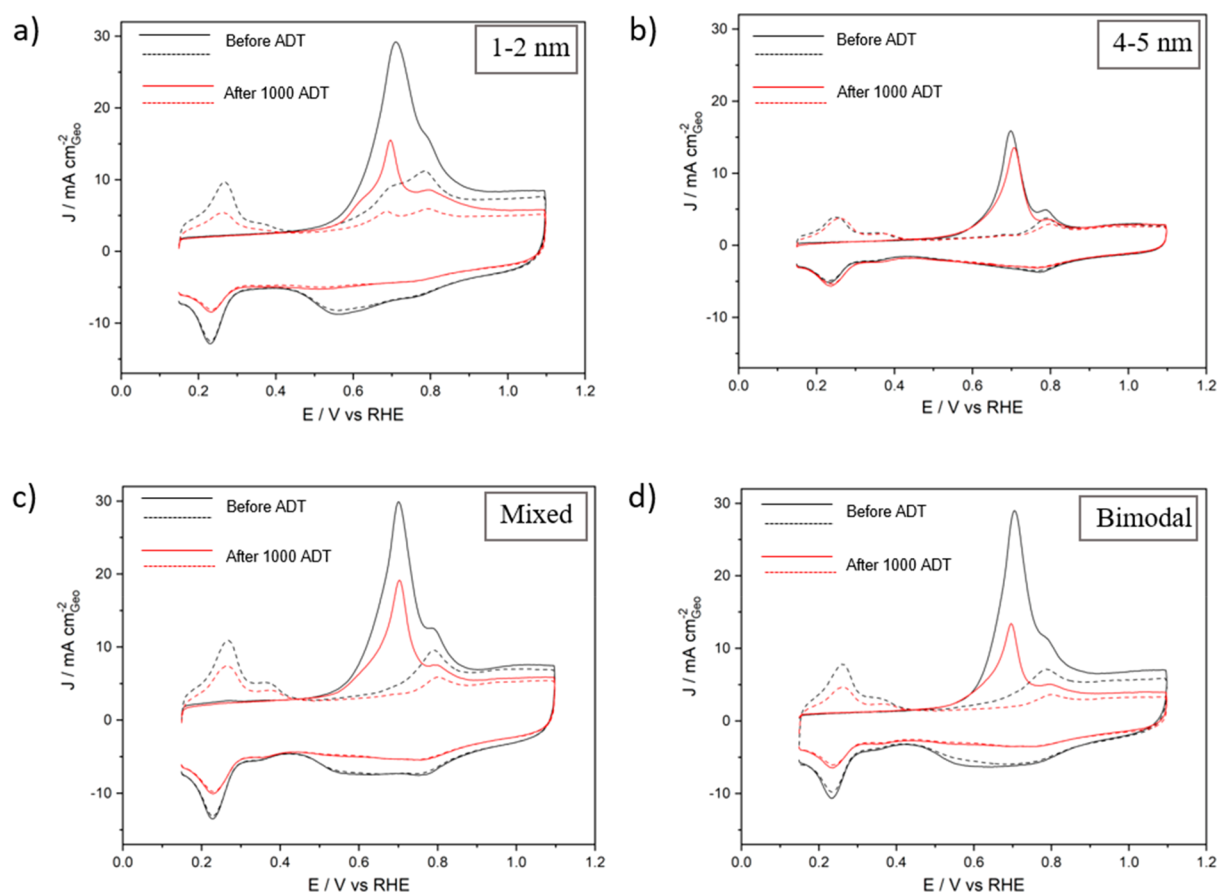 a)
1-2 nm
Before ADT
After 1000 ADT
J / mA cm⁻²Geo
30
20
10
0
-10
0.0 0.2 0.4 0.6 0.8 1.0 1.2
E / V vs RHE
b)
4-5 nm
Before ADT
After 1000 ADT
J / mA cm⁻²Geo
30
20
10
0
-10
0.0 0.2 0.4 0.6 0.8 1.0 1.2
E / V vs RHE
c)
Mixed
Before ADT
After 1000 ADT
J / mA cm⁻²Geo
30
20
10
0
-10
0.0 0.2 0.4 0.6 0.8 1.0 1.2
E / V vs RHE
d)
Bimodal
Before ADT
After 1000 ADT
J / mA cm⁻²Geo
30
20
10
0
-10
0.0 0.2 0.4 0.6 0.8 1.0 1.2
E / V vs RHE